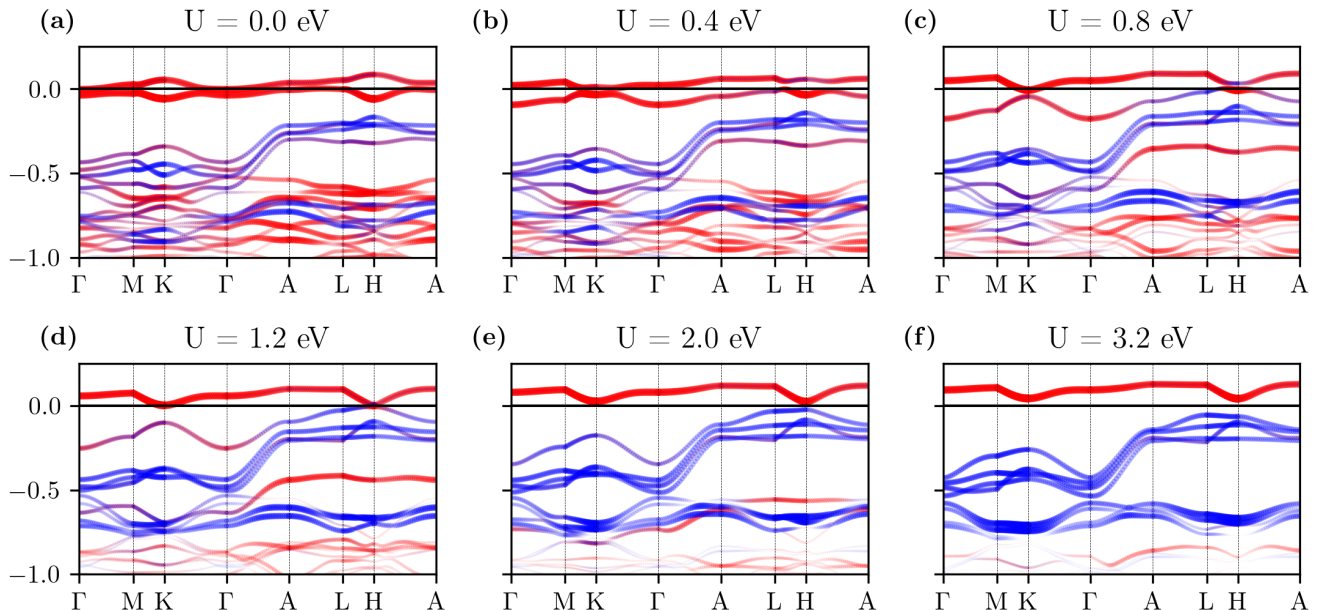 (a) U = 0.0 eV
(b) U = 0.4 eV
(c) U = 0.8 eV
0.0
−0.5
−1.0
Γ M K Γ A L H A
Γ M K Γ A L H A
Γ M K Γ A L H A
(d) U = 1.2 eV
(e) U = 2.0 eV
(f) U = 3.2 eV
0.0
−0.5
−1.0
Γ M K Γ A L H A
Γ M K Γ A L H A
Γ M K Γ A L H A